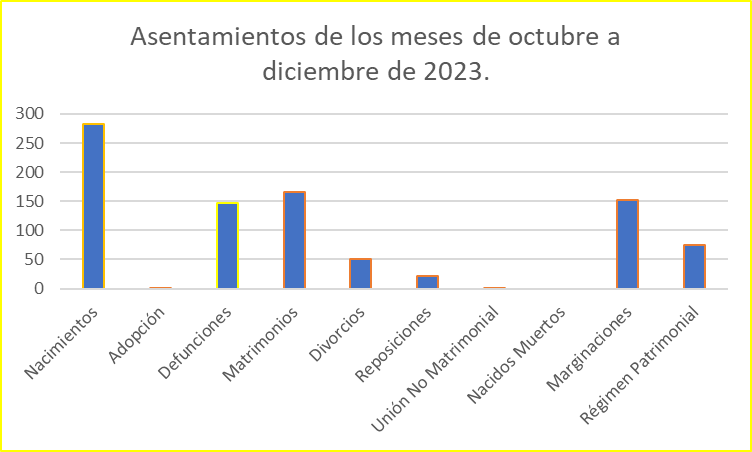 Asentamientos de los meses de octubre a
diciembre de 2023.
300
250
200
150
100
50
0
Nacimientos
Adopción
Defunciones
Matrimonios
Divorcios
Reposiciones
Unión No Matrimonial
Nacidos Muertos
Marginaciones
Régimen Patrimonial